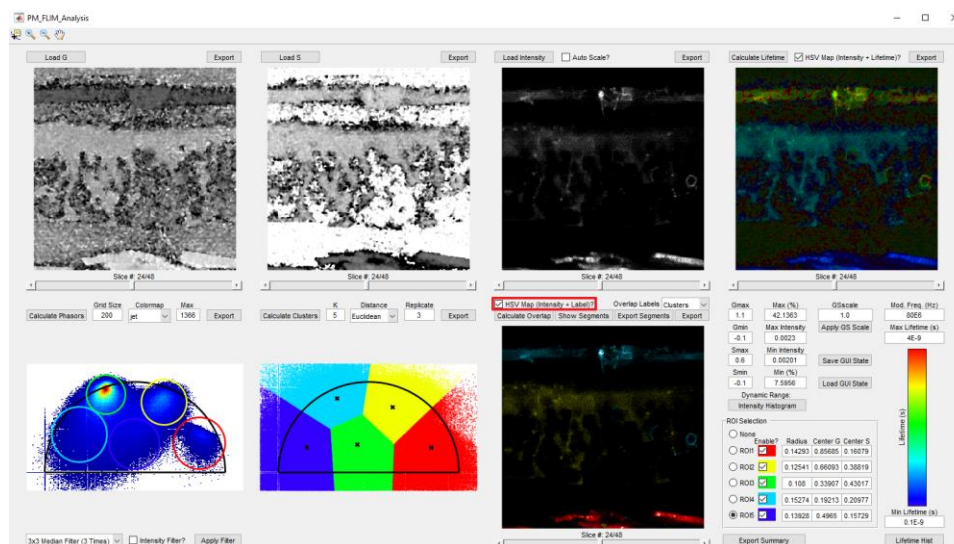 PM_FLIM_Analysis
Load G Export Load S Export Load Intensity Auto Scale? Export Calculate Lifetime HSV Map (Intensity + Lifetime)? Export
Slice #: 24/48 Slice #: 24/48 Slice #: 24/48 Slice #: 24/48
Grid Size Colormap Max K Distance Replicate HSV Map (Intensity + Label)? Overlap Labels Clusters
Calculate Phasors 200 jet 1366 Export Calculate Clusters 5 Euclidean 3 Export Calculate Overlap Show Segments Export Segments Export
Gmax Max (%) GSscale Mod. Freq. (Hz)
1.1 42.1363 1.0 80E6
Gmin Max Intensity Apply GS Scale Max Lifetime (s)
-0.1 0.0023 4E-9
Smax Min Intensity
0.6 0.00201 Save GUI State
Smin Min (%)
-0.1 7.5956 Load GUI State
Dynamic Range:
Intensity Histogram
Lifetime (s)
ROI Selection
None
Enable? Radius Center G Center S
ROI1 0.14293 0.85685 0.16079
ROI2 0.12541 0.66093 0.38819
ROI3 0.108 0.33907 0.43017
ROI4 0.15274 0.19213 0.20977
ROI5 0.13928 0.4965 0.15729
Min Lifetime (s)
0.1E-9
3x3 Median Filter (3 Times) Intensity Filter? Apply Filter Slice #: 24/48 Export Summary Lifetime Hist